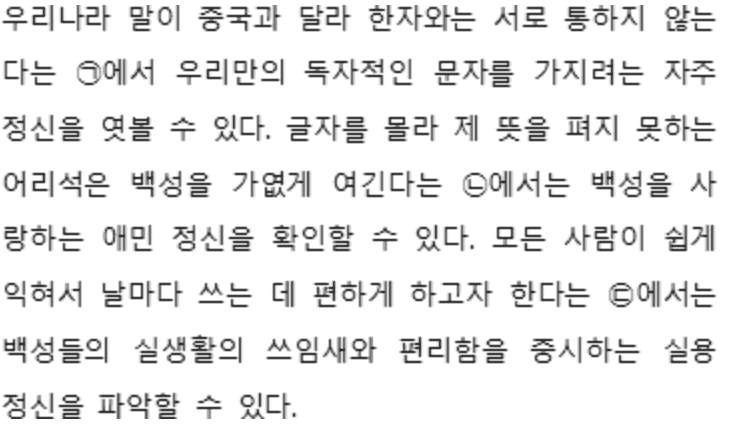 우리나라 말이 중국과 달라 한자와는 서로 통하지 않는
다는 ㉠에서 우리만의 독자적인 문자를 가지려는 자주
정신을 엿볼 수 있다. 글자를 몰라 제 뜻을 펴지 못하는
어리석은 백성을 가엾게 여긴다는 ㉡에서는 백성을 사
랑하는 애민 정신을 확인할 수 있다. 모든 사람이 쉽게
익혀서 날마다 쓰는 데 편하게 하고자 한다는 ㉢에서는
백성들의 실생활의 쓰임새와 편리함을 중시하는 실용
정신을 파악할 수 있다.